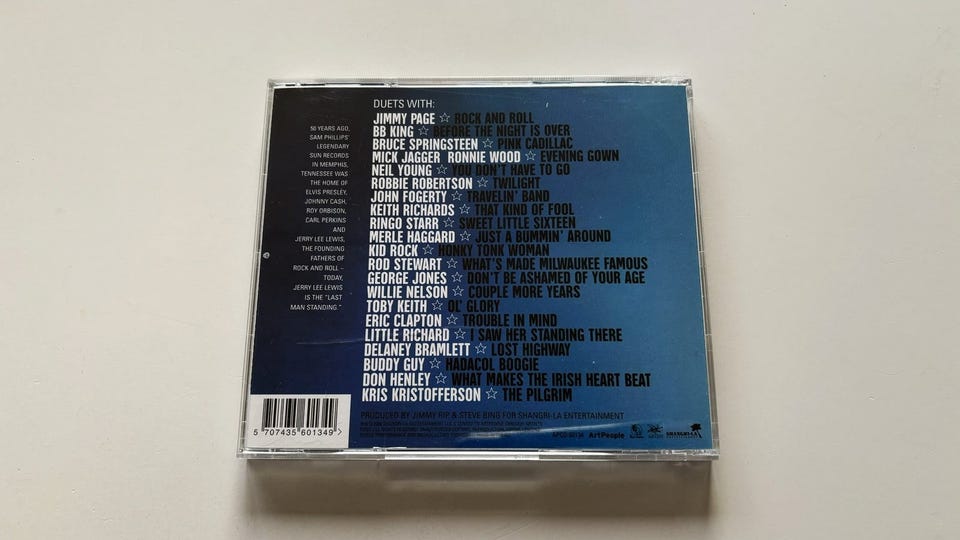 DUETS WITH:
JIMMY PAGE ☆ ROCK AND ROLL
BB KING ☆ BEFORE THE NIGHT IS OVER
BRUCE SPRINGSTEEN ☆ PINK CADILLAC
MICK JAGGER RONNIE WOOD ☆ EVENING GOWN
NEIL YOUNG ☆ YOU DON'T HAVE TO GO
ROBBIE ROBERTSON ☆ TWILIGHT
JOHN FOGERTY ☆ TRAVELIN' BAND
KEITH RICHARDS ☆ THAT KIND OF FOOL
RINGO STARR ☆ SWEET LITTLE SIXTEEN
MERLE HAGGARD ☆ JUST A BUMMIN' AROUND
KID ROCK ☆ HONKY TONK WOMAN
ROD STEWART ☆ WHAT'S MADE MILWAUKEE FAMOUS
GEORGE JONES ☆ DON'T BE ASHAMED OF YOUR AGE
WILLIE NELSON ☆ COUPLE MORE YEARS
TOBY KEITH ☆ OL' GLORY
ERIC CLAPTON ☆ TROUBLE IN MIND
LITTLE RICHARD ☆ I SAW HER STANDING THERE
DELANEY BRAMLETT ☆ LOST HIGHWAY
BUDDY GUY ☆ HADACOL BOOGIE
DON HENLEY ☆ WHAT MAKES THE IRISH HEART BEAT
KRIS KRISTOFFERSON ☆ THE PILGRIM
50 YEARS AGO,
SAM PHILLIPS'
LEGENDARY
SUN RECORDS
IN MEMPHIS,
TENNESSEE WAS
THE HOME OF
ELVIS PRESLEY,
JOHNNY CASH,
ROY ORBISON,
CARL PERKINS
AND
JERRY LEE LEWIS,
THE FOUNDING
FATHERS OF
ROCK AND ROLL –
TODAY,
JERRY LEE LEWIS
IS THE "LAST
MAN STANDING."
PRODUCED BY JIMMY RIP & STEVE BING FOR SHANGRI-LA ENTERTAINMENT
5 707435 601349 >
ArtPeople
SHANGRI-LA